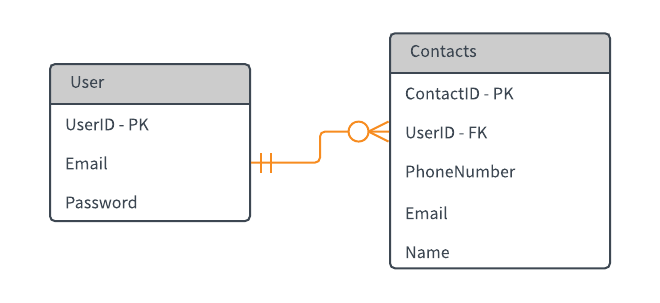 User
UserID - PK
Email
Password
Contacts
ContactID - PK
UserID - FK
PhoneNumber
Email
Name